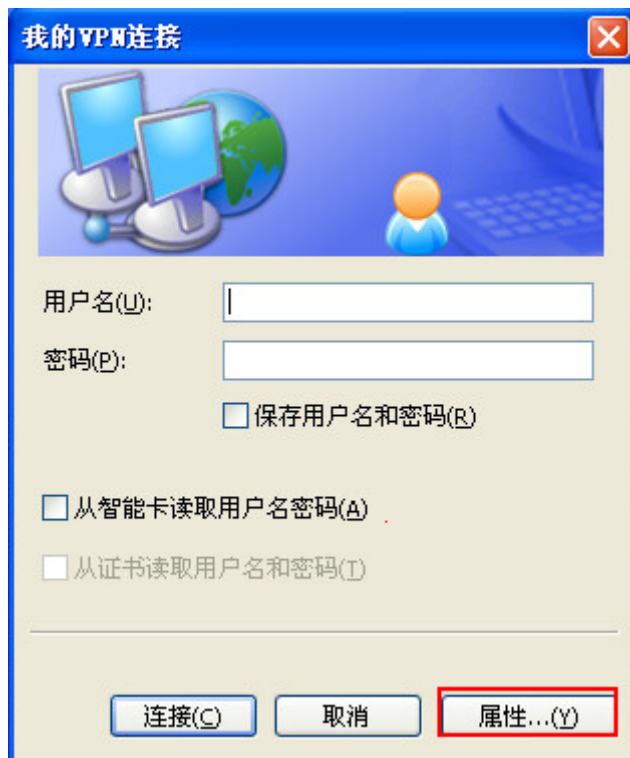 我的VPN连接
用户名(U):
密码(P):
保存用户名和密码(R)
从智能卡读取用户名密码(A)
从证书读取用户名和密码(T)
连接(C)
取消
属性...(Y)